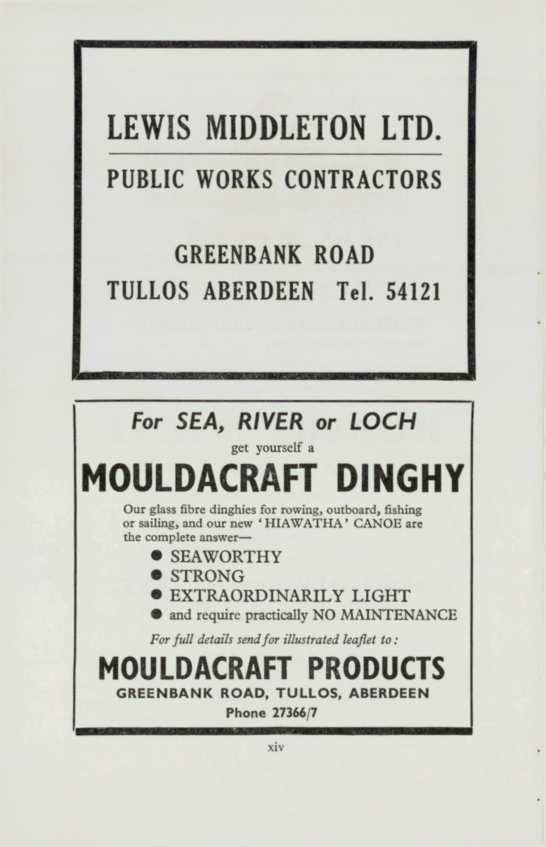 LEWIS MIDDLETON LTD.
PUBLIC WORKS CONTRACTORS
GREENBANK ROAD
TULLOS ABERDEEN Tel. 54121
For SEA, RIVER or LOCH
get yourself a
MOULDACRAFT DINGHY
Our glass fibre dinghies for rowing, outboard, fishing
or sailing, and our new ‘HIAWATHA’ CANOE are
the complete answer—
● SEAWORTHY
● STRONG
● EXTRAORDINARILY LIGHT
● and require practically NO MAINTENANCE
For full details send for illustrated leaflet to :
MOULDACRAFT PRODUCTS
GREENBANK ROAD, TULLOS, ABERDEEN
Phone 27366/7
xiv